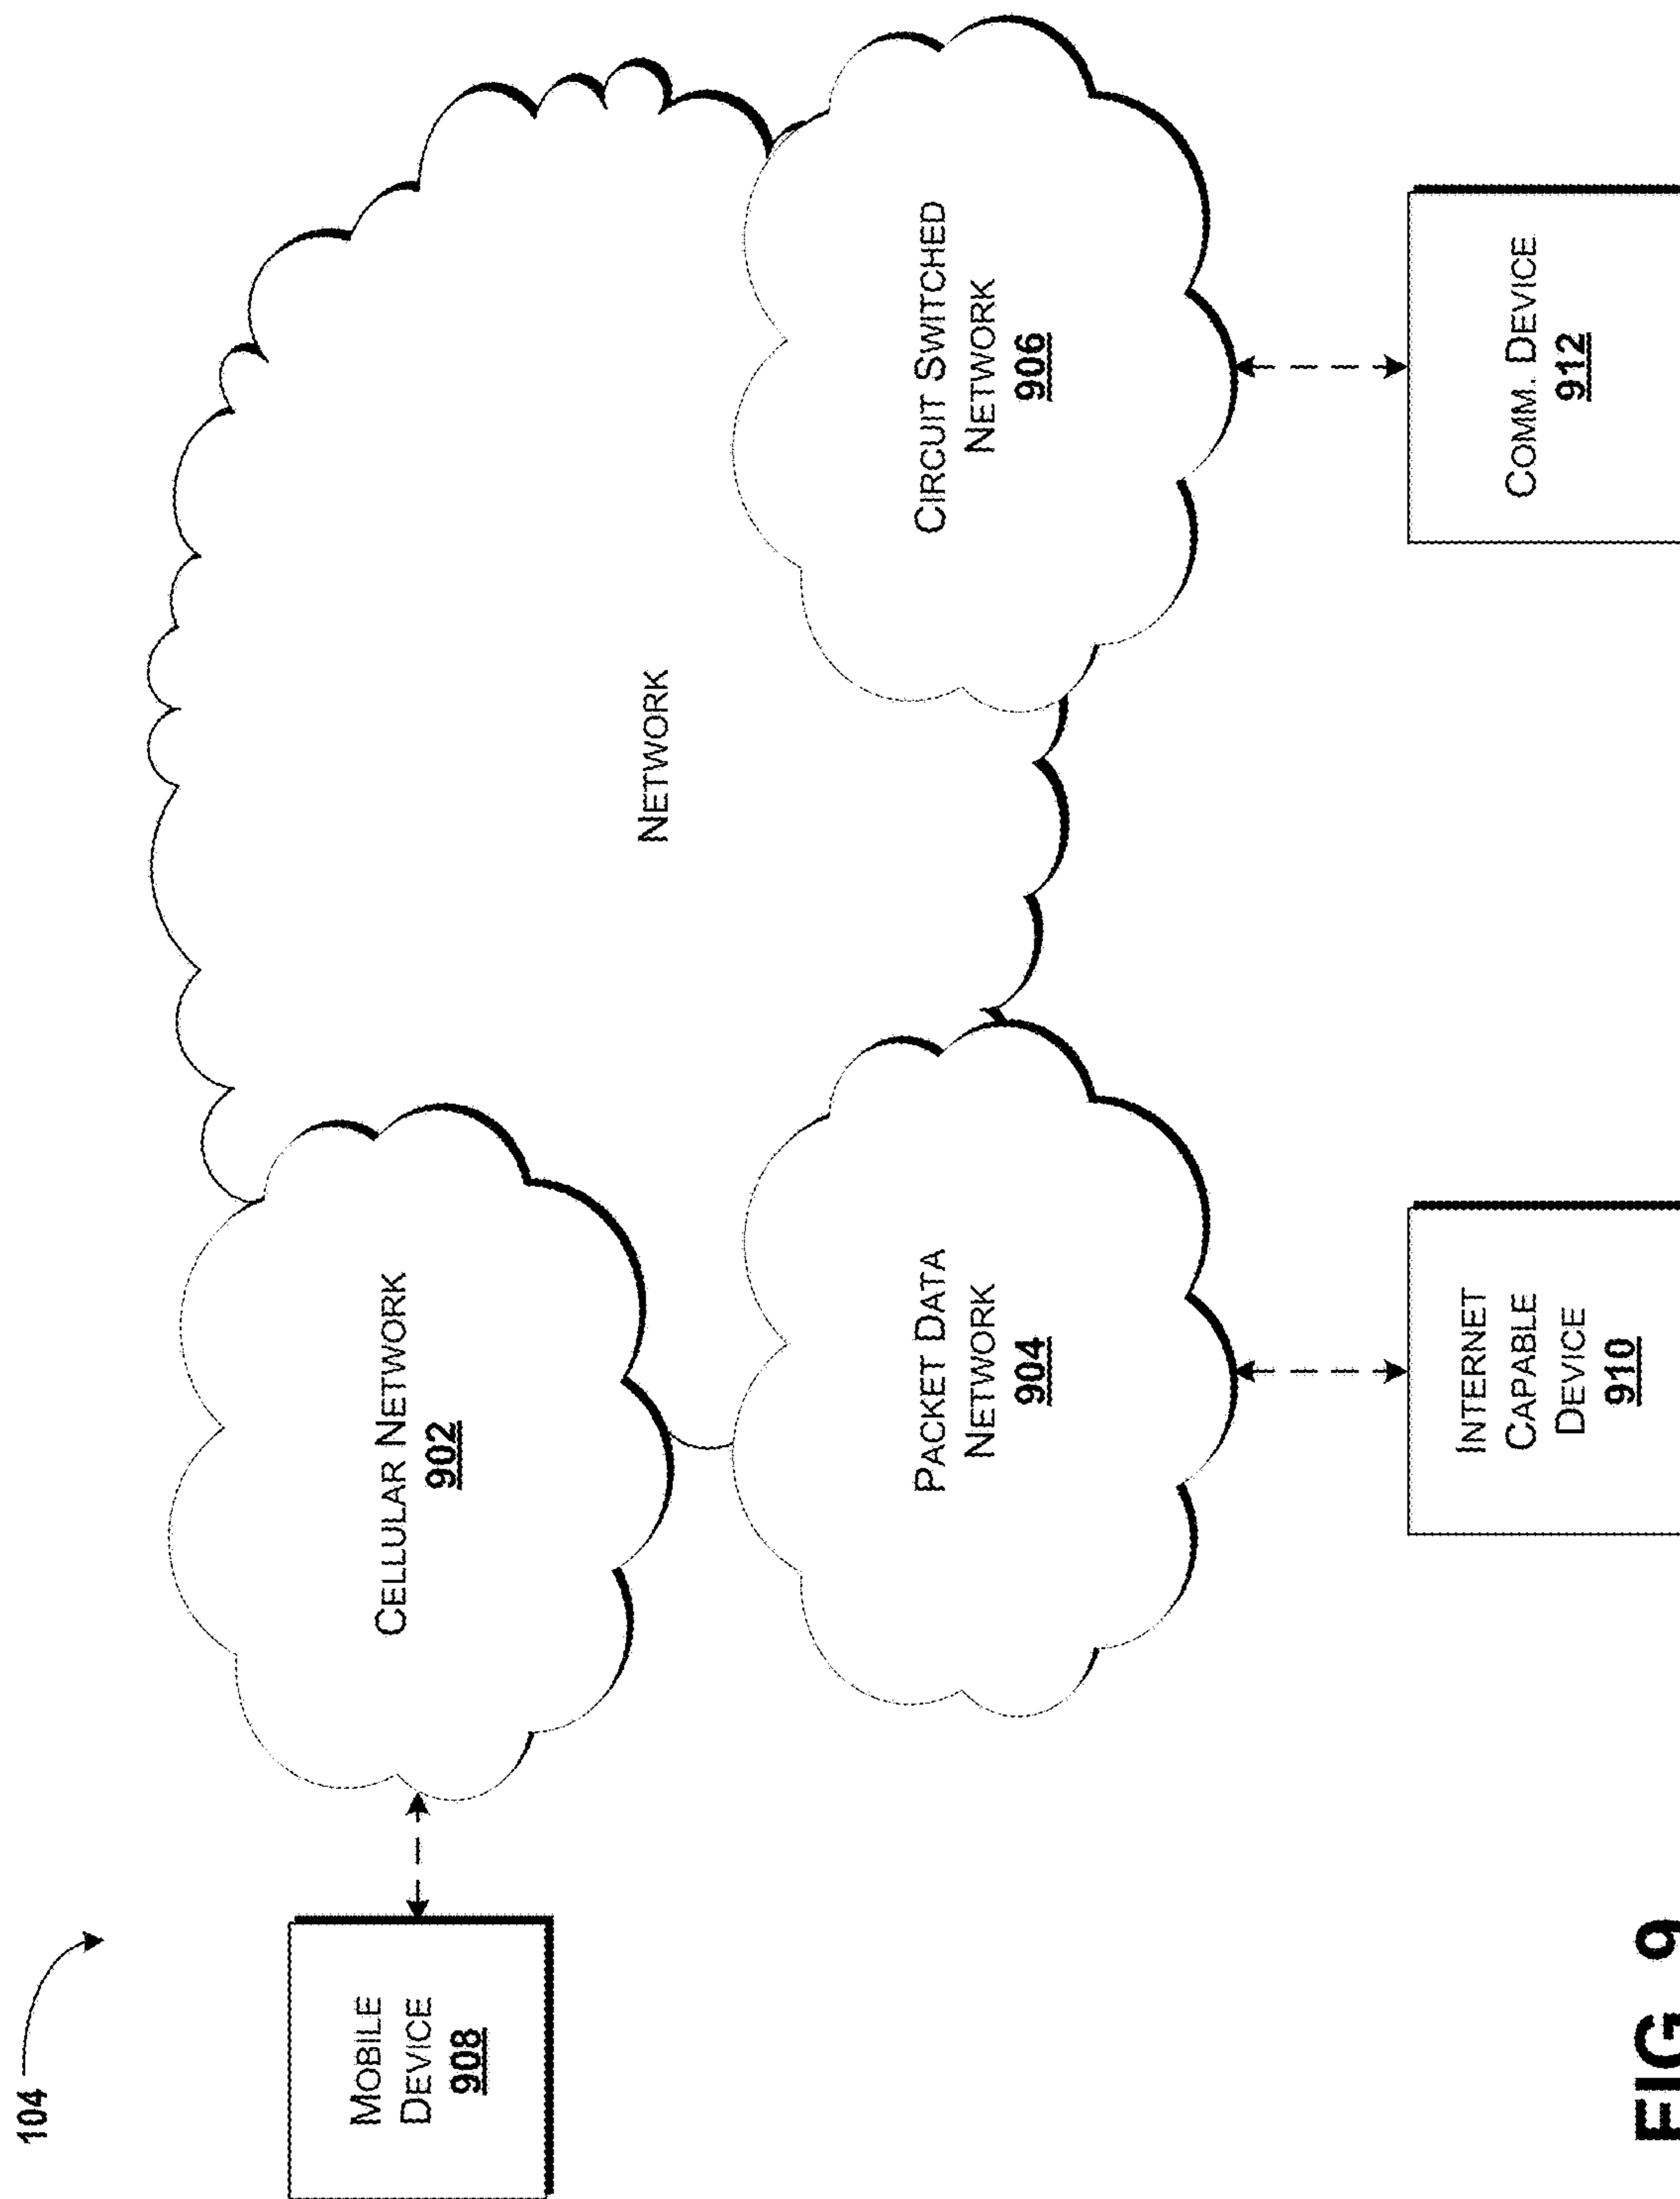 104
MOBILE
DEVICE
908
CELLULAR NETWORK
902
NETWORK
PACKET DATA
NETWORK
904
CIRCUIT SWITCHED
NETWORK
906
INTERNET
CAPABLE
DEVICE
910
COMM. DEVICE
912
FIG 9